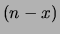 (n − x)